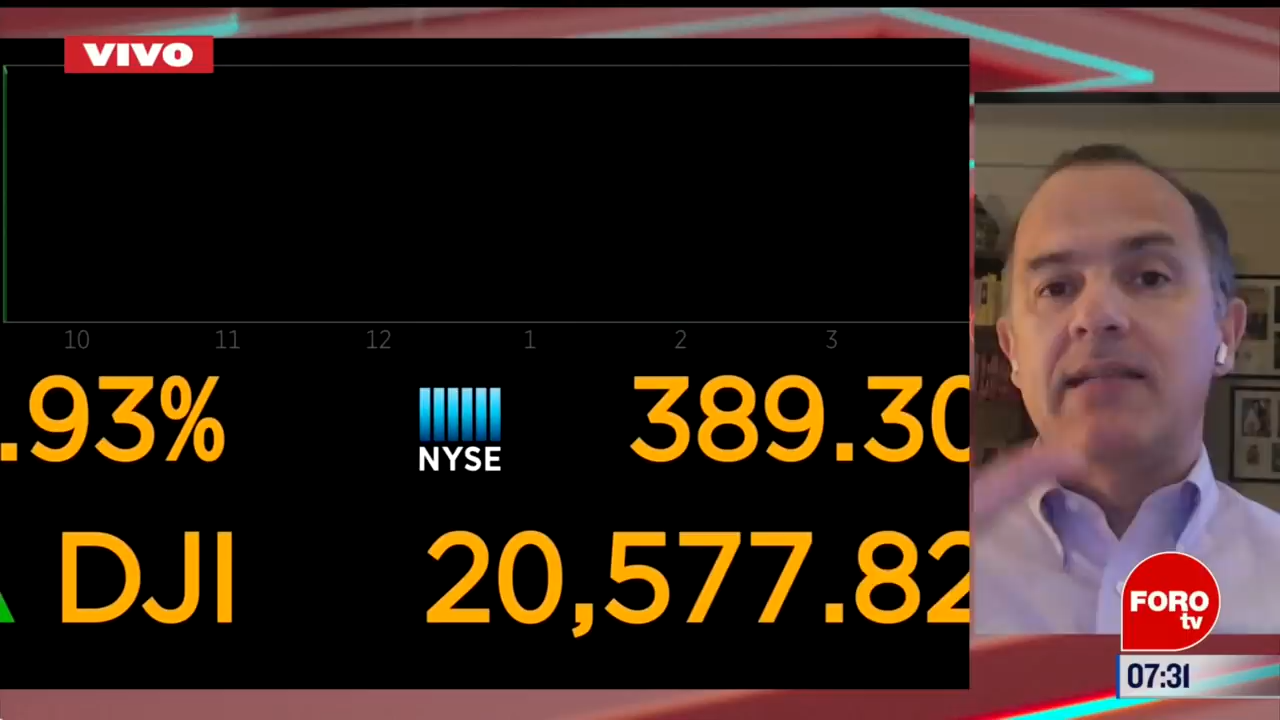 VIVO
10 11 12 1 2 3
.93% NYSE 389.30
DJI 20,577.82
FORO
tv
07:31